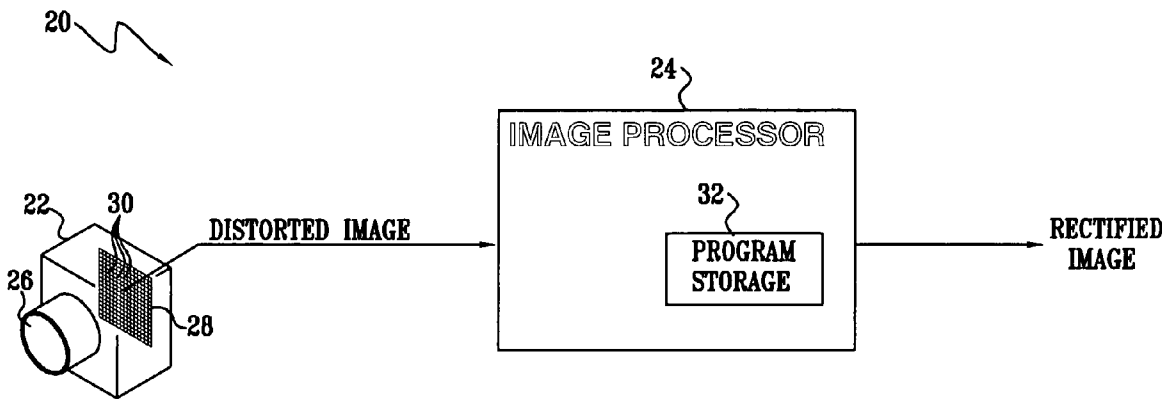 20
24
IMAGE PROCESSOR
22
30
DISTORTED IMAGE
32
PROGRAM
STORAGE
RECTIFIED
IMAGE
26
28